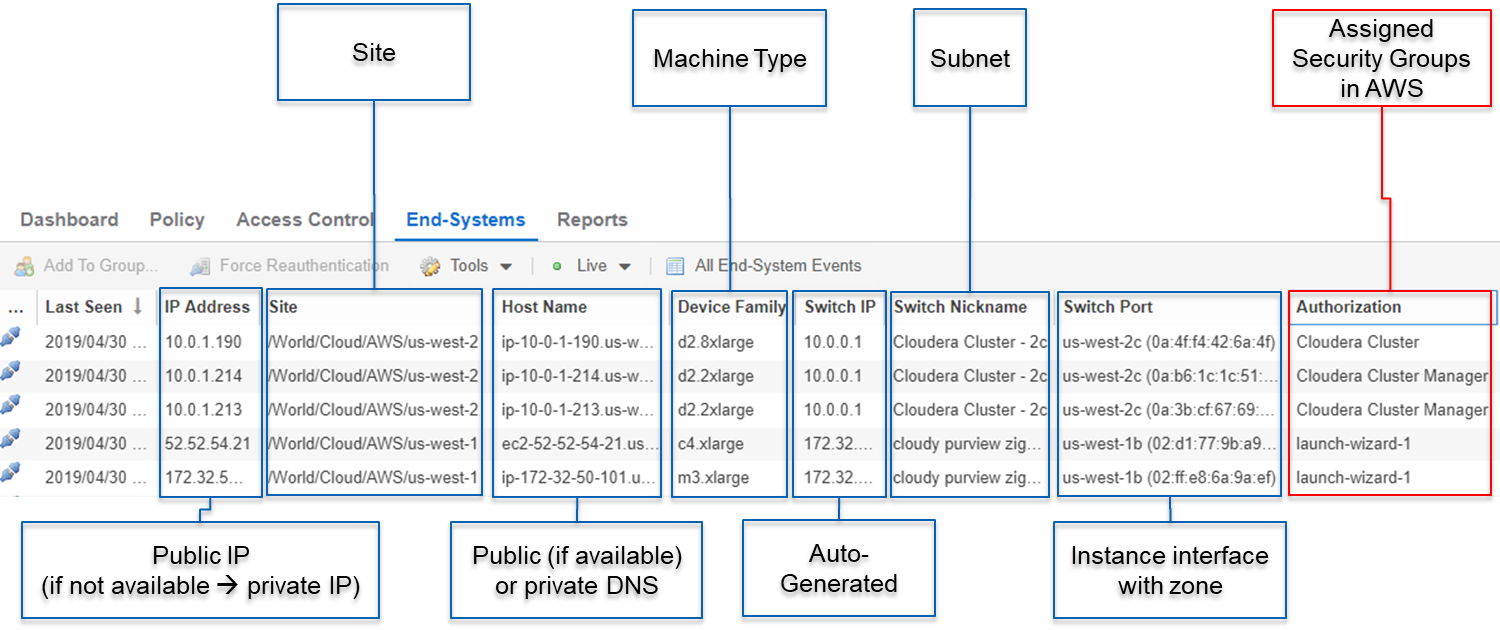 Site
Machine Type
Subnet
Assigned
Security Groups
in AWS
Dashboard Policy Access Control End-Systems Reports
Add To Group... Force Reauthentication Tools Live All End-System Events
... Last Seen ↓ IP Address Site Host Name Device Family Switch IP Switch Nickname Switch Port Authorization
2019/04/30 ... 10.0.1.190 /World/Cloud/AWS/us-west-2 ip-10-0-1-190.us-w... d2.8xlarge 10.0.0.1 Cloudera Cluster - 2c us-west-2c (0a:4f:f4:42:6a:4f) Cloudera Cluster
2019/04/30 ... 10.0.1.214 /World/Cloud/AWS/us-west-2 ip-10-0-1-214.us-w... d2.2xlarge 10.0.0.1 Cloudera Cluster - 2c us-west-2c (0a:b6:1c:1c:51:... Cloudera Cluster Manager
2019/04/30 ... 10.0.1.213 /World/Cloud/AWS/us-west-2 ip-10-0-1-213.us-w... d2.2xlarge 10.0.0.1 Cloudera Cluster - 2c us-west-2c (0a:3b:cf:67:69:... Cloudera Cluster Manager
2019/04/30 ... 52.52.54.21 /World/Cloud/AWS/us-west-1 ec2-52-52-54-21.us... c4.xlarge 172.32.... cloudy purview zig... us-west-1b (02:d1:77:9b:a9... launch-wizard-1
2019/04/30 ... 172.32.5... /World/Cloud/AWS/us-west-1 ip-172-32-50-101.u... m3.xlarge 172.32.... cloudy purview zig... us-west-1b (02:ff:e8:6a:9a:ef) launch-wizard-1
Public IP
(if not available → private IP)
Public (if available)
or private DNS
Auto-
Generated
Instance interface
with zone